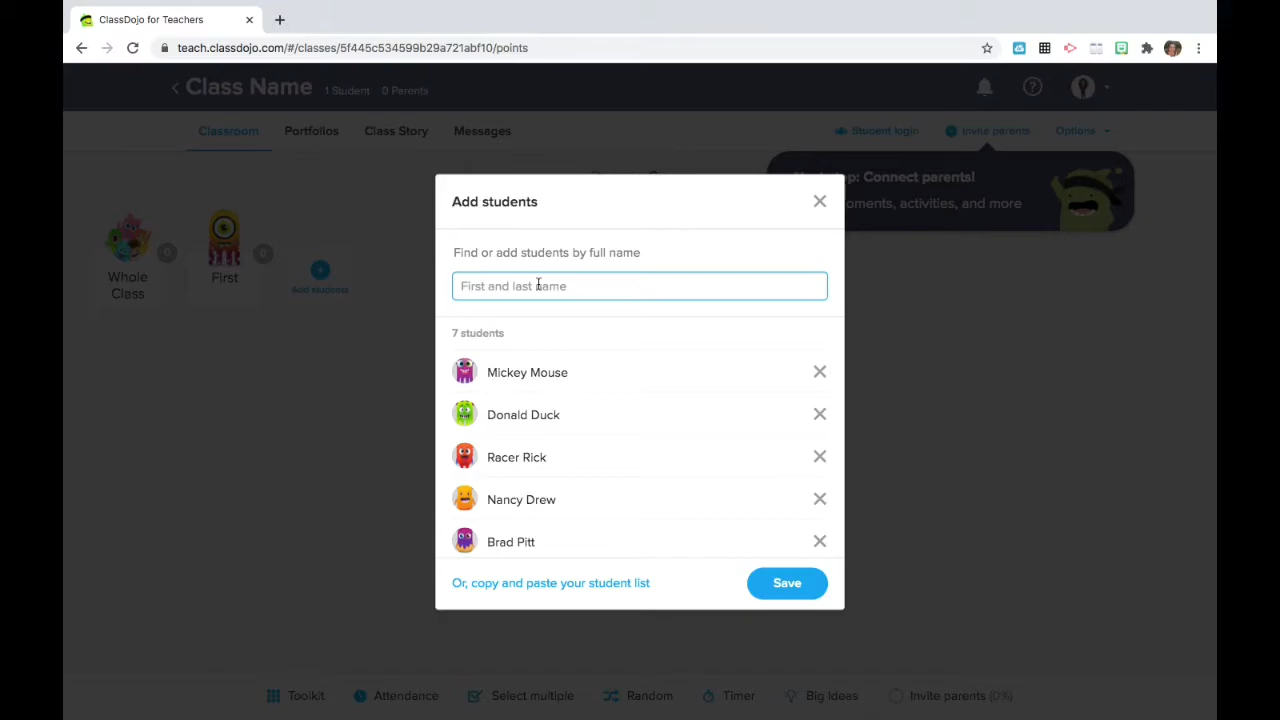 ClassDojo for Teachers
teach.classdojo.com/#/classes/5f445c534599b29a721abf10/points
Class Name 1 Student 0 Parents
Classroom Portfolios Class Story Messages Student login Invite parents Options
p: Connect parents!
oments, activities, and more
Add students
Find or add students by full name
First and last name
0 0
Whole
Class
First
Add students
7 students
Mickey Mouse
Donald Duck
Racer Rick
Nancy Drew
Brad Pitt
Or, copy and paste your student list Save
Toolkit Attendance Select multiple Random Timer Big Ideas Invite parents (0%)